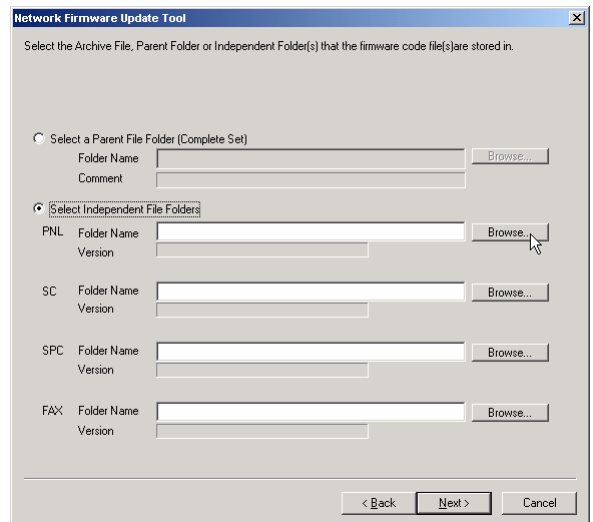 Network Firmware Update Tool
Select the Archive File, Parent Folder or Independent Folder(s) that the firmware code file(s)are stored in.
Select a Parent File Folder (Complete Set)
Folder Name Browse...
Comment
Select Independent File Folders
PNL Folder Name Browse...
Version
SC Folder Name Browse...
Version
SPC Folder Name Browse...
Version
FAX Folder Name Browse...
Version
< Back Next > Cancel